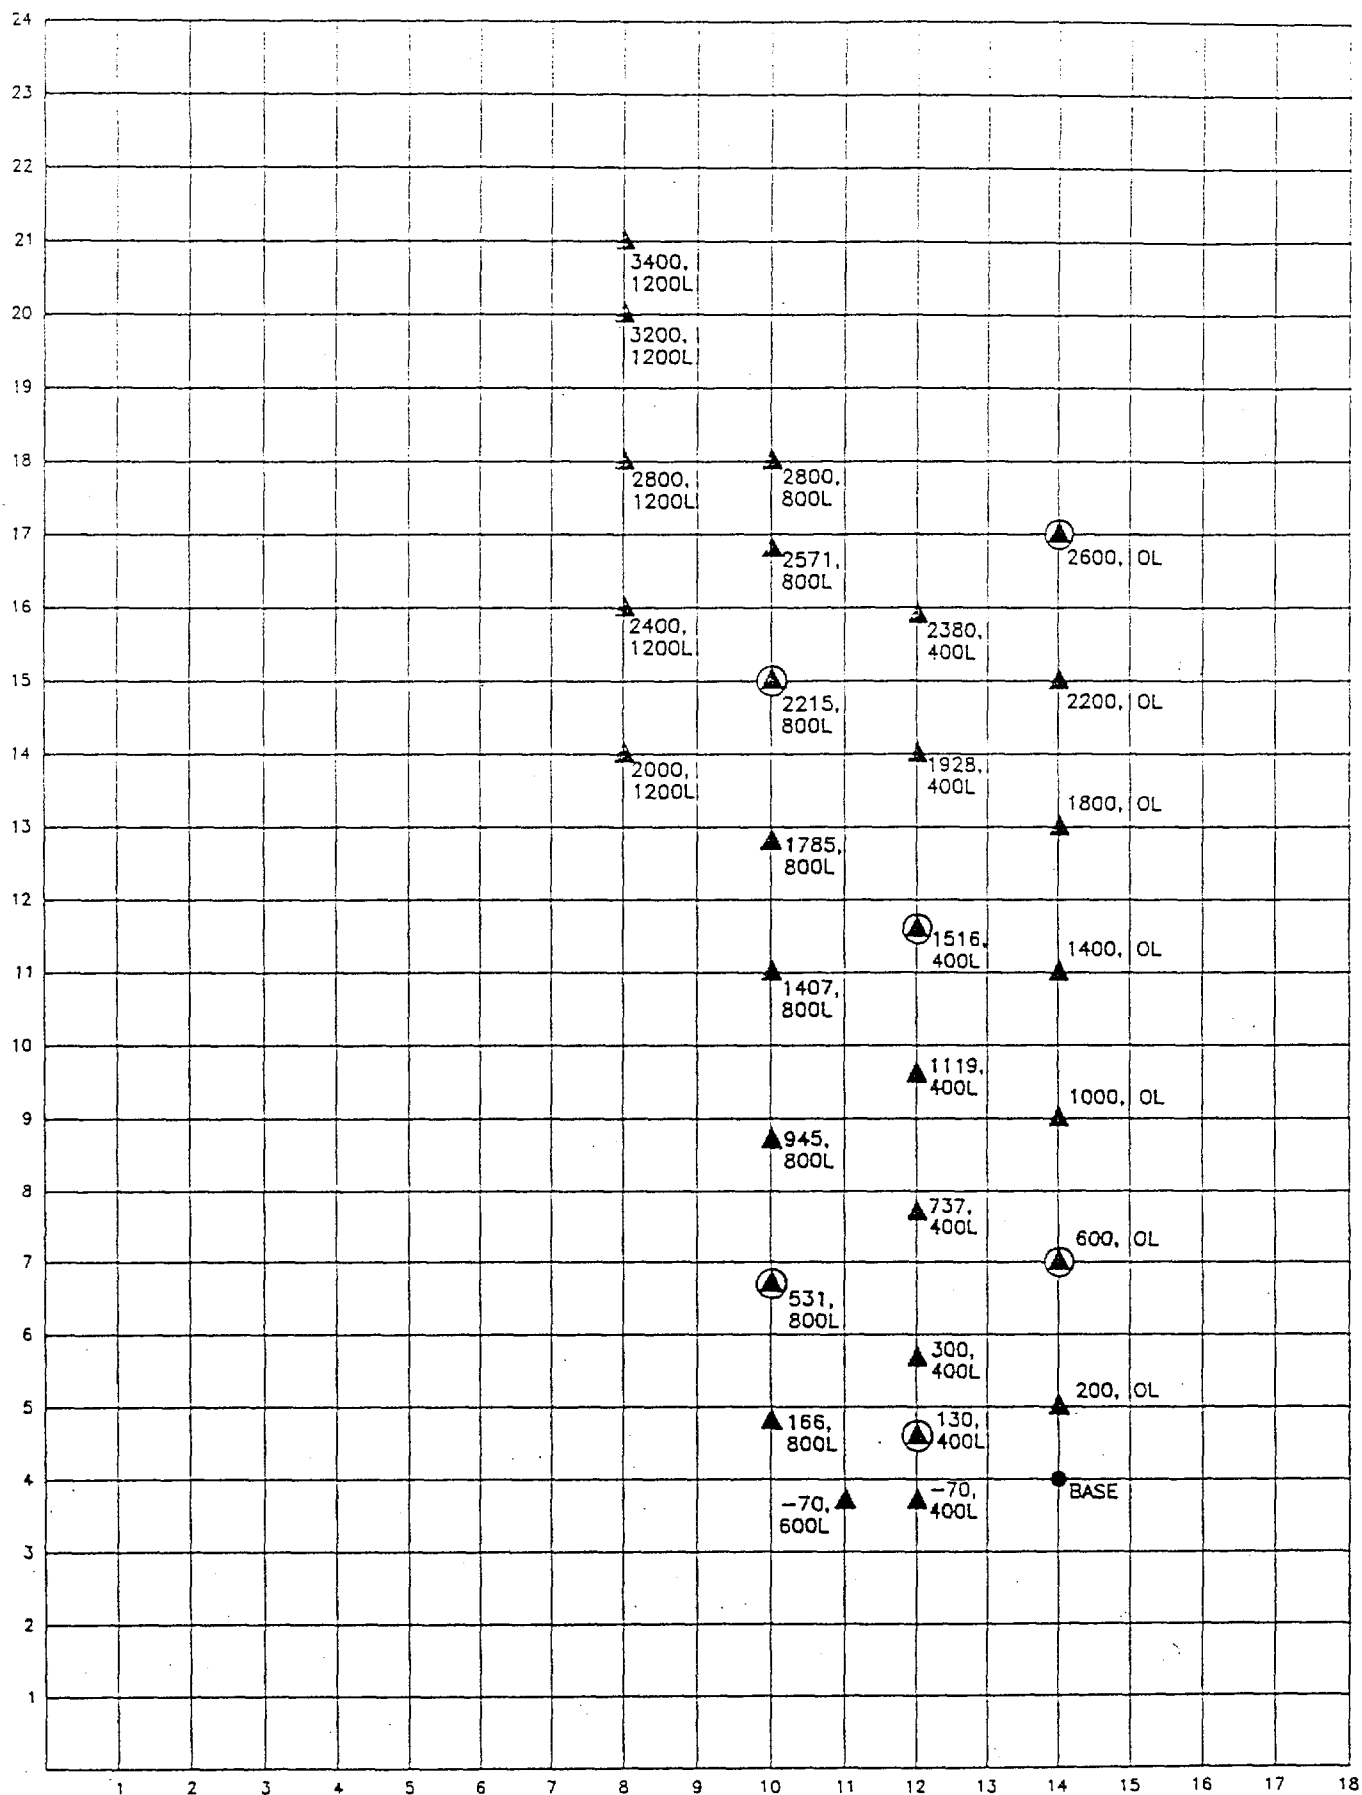 24
23
22
21
3400,
1200L
20
3200,
1200L
19
18
2800,
1200L
2800,
800L
17
2600, OL
2571,
800L
16
2400,
1200L
2380,
400L
15
2215,
800L
2200, OL
14
2000,
1200L
1928,
400L
1800, OL
13
1785,
800L
12
1516,
400L
1400, OL
11
1407,
800L
10
1119,
400L
1000, OL
9
945,
800L
8
737,
400L
600, OL
7
531,
800L
6
300,
400L
200, OL
5
166,
800L
130,
400L
4
BASE
-70,
600L
-70,
400L
3
2
1
1 2 3 4 5 6 7 8 9 10 11 12 13 14 15 16 17 18